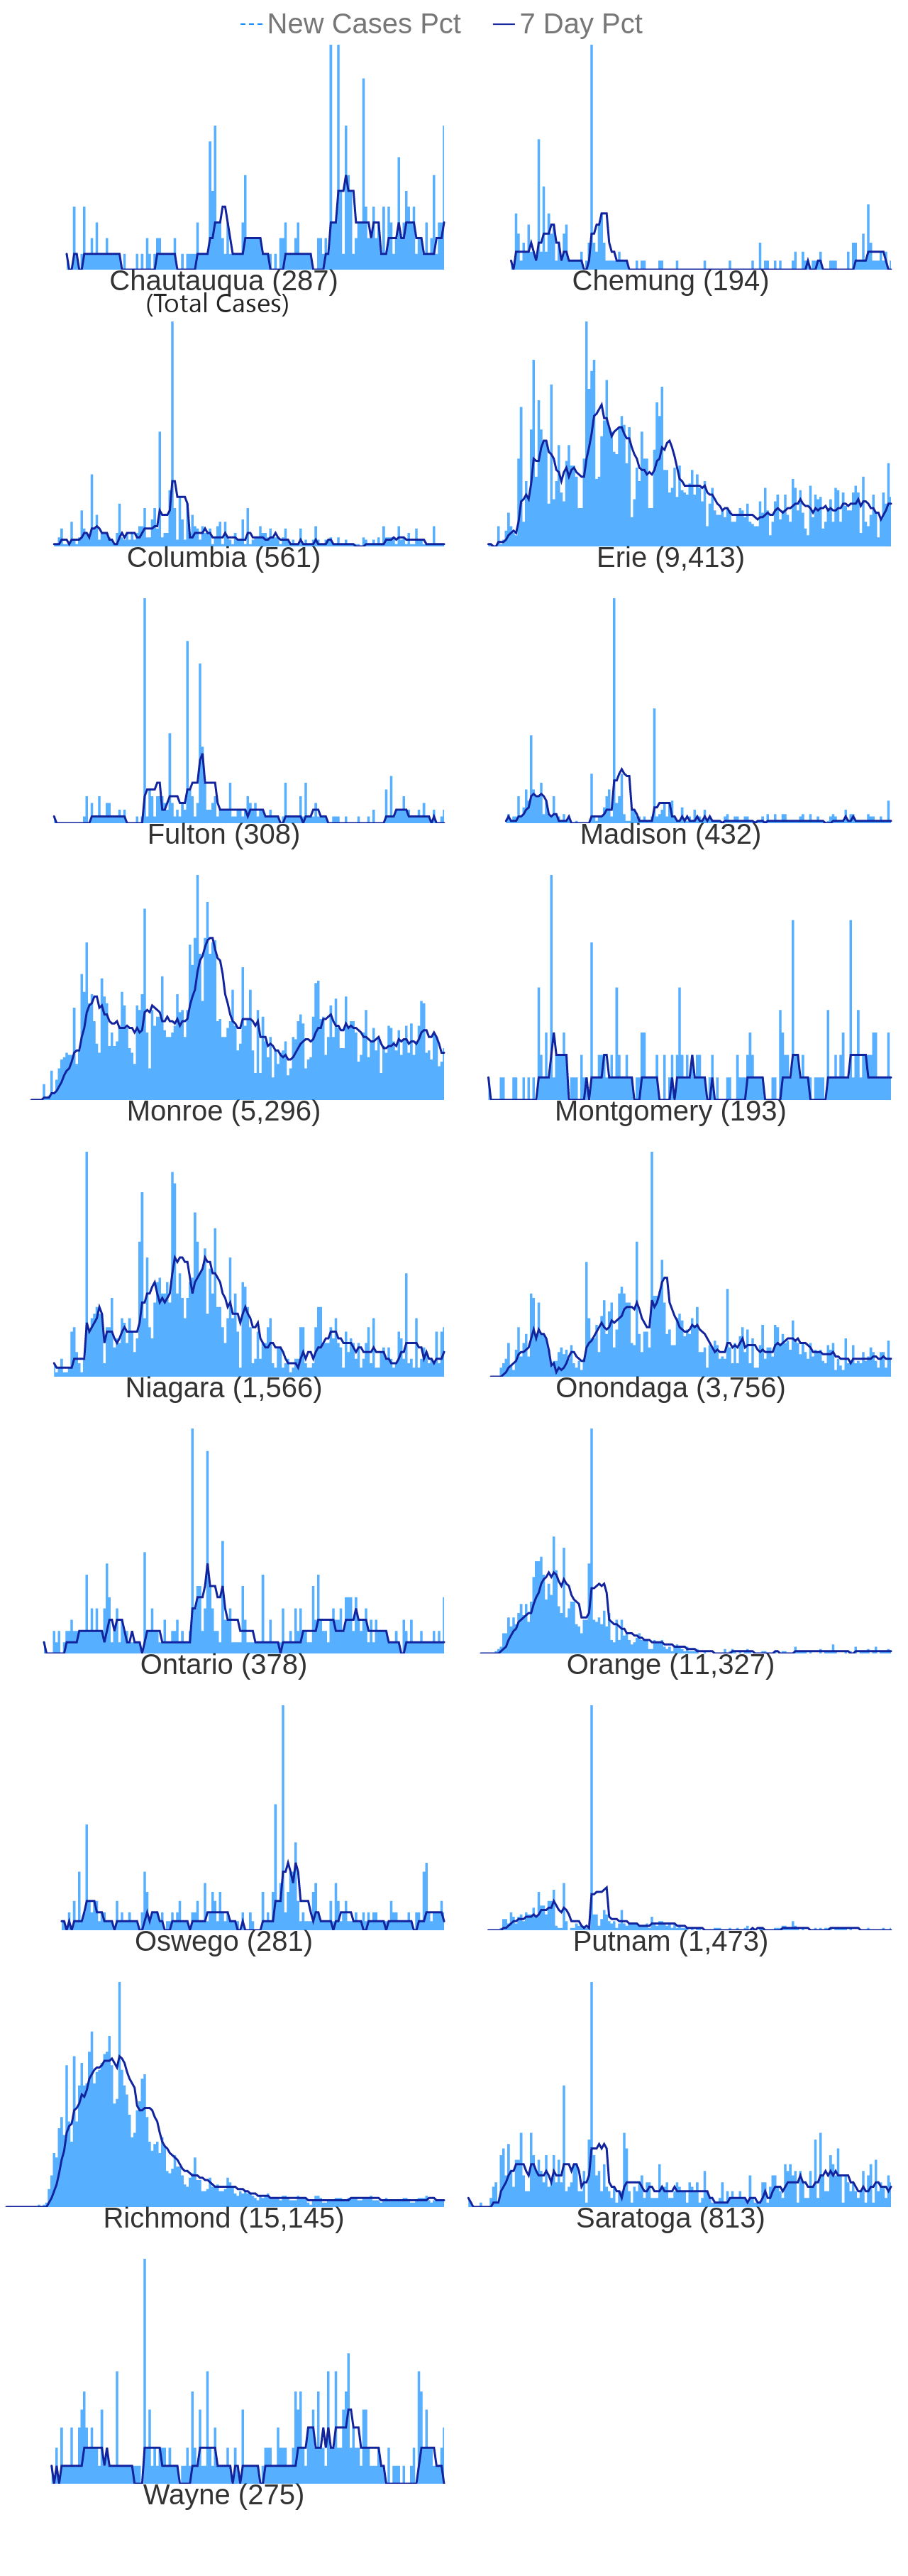 New Cases Pct 7 Day Pct
Chautauqua (287) Chemung (194)
(Total Cases)
Columbia (561) Erie (9,413)
Fulton (308) Madison (432)
Monroe (5,296) Montgomery (193)
Niagara (1,566) Onondaga (3,756)
Ontario (378) Orange (11,327)
Oswego (281) Putnam (1,473)
Richmond (15,145) Saratoga (813)
Wayne (275)